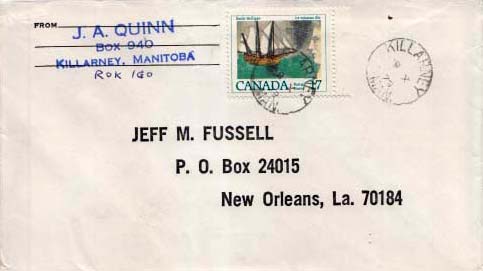 FROM
J. A. QUINN
BOX 940
KILLARNEY, MANITOBA
R0K 1G0
CANADA 17
KILLARNEY
JEFF M. FUSSELL
P. O. Box 24015
New Orleans, La. 70184